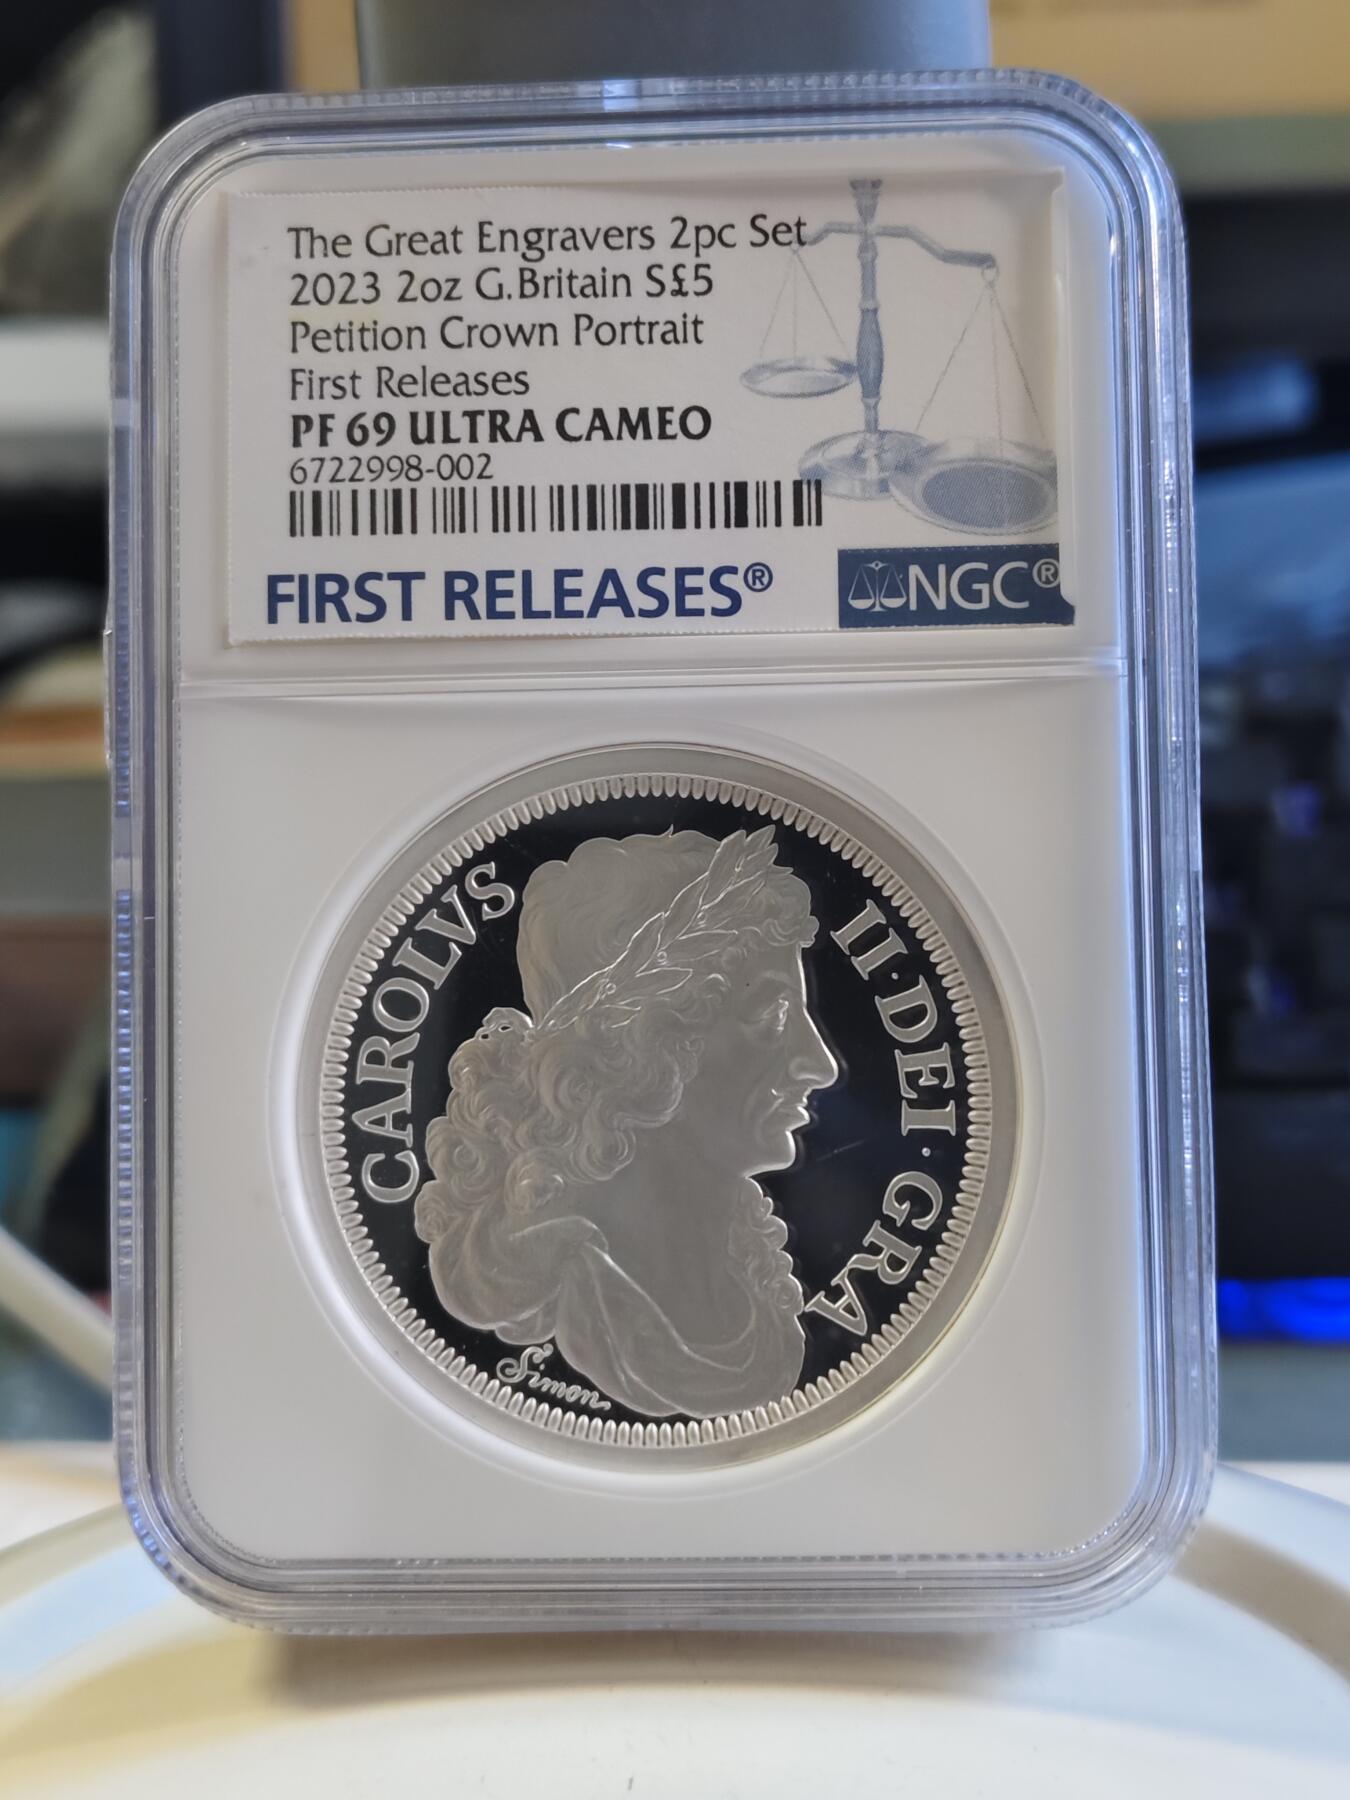 The Great Engravers 2pc Set
2023 2oz G.Britain S£5
Petition Crown Portrait
First Releases
PF 69 ULTRA CAMEO
6722998-002
FIRST RELEASES®
NGC®
CAROLVS II·DEI·GRA
Simon